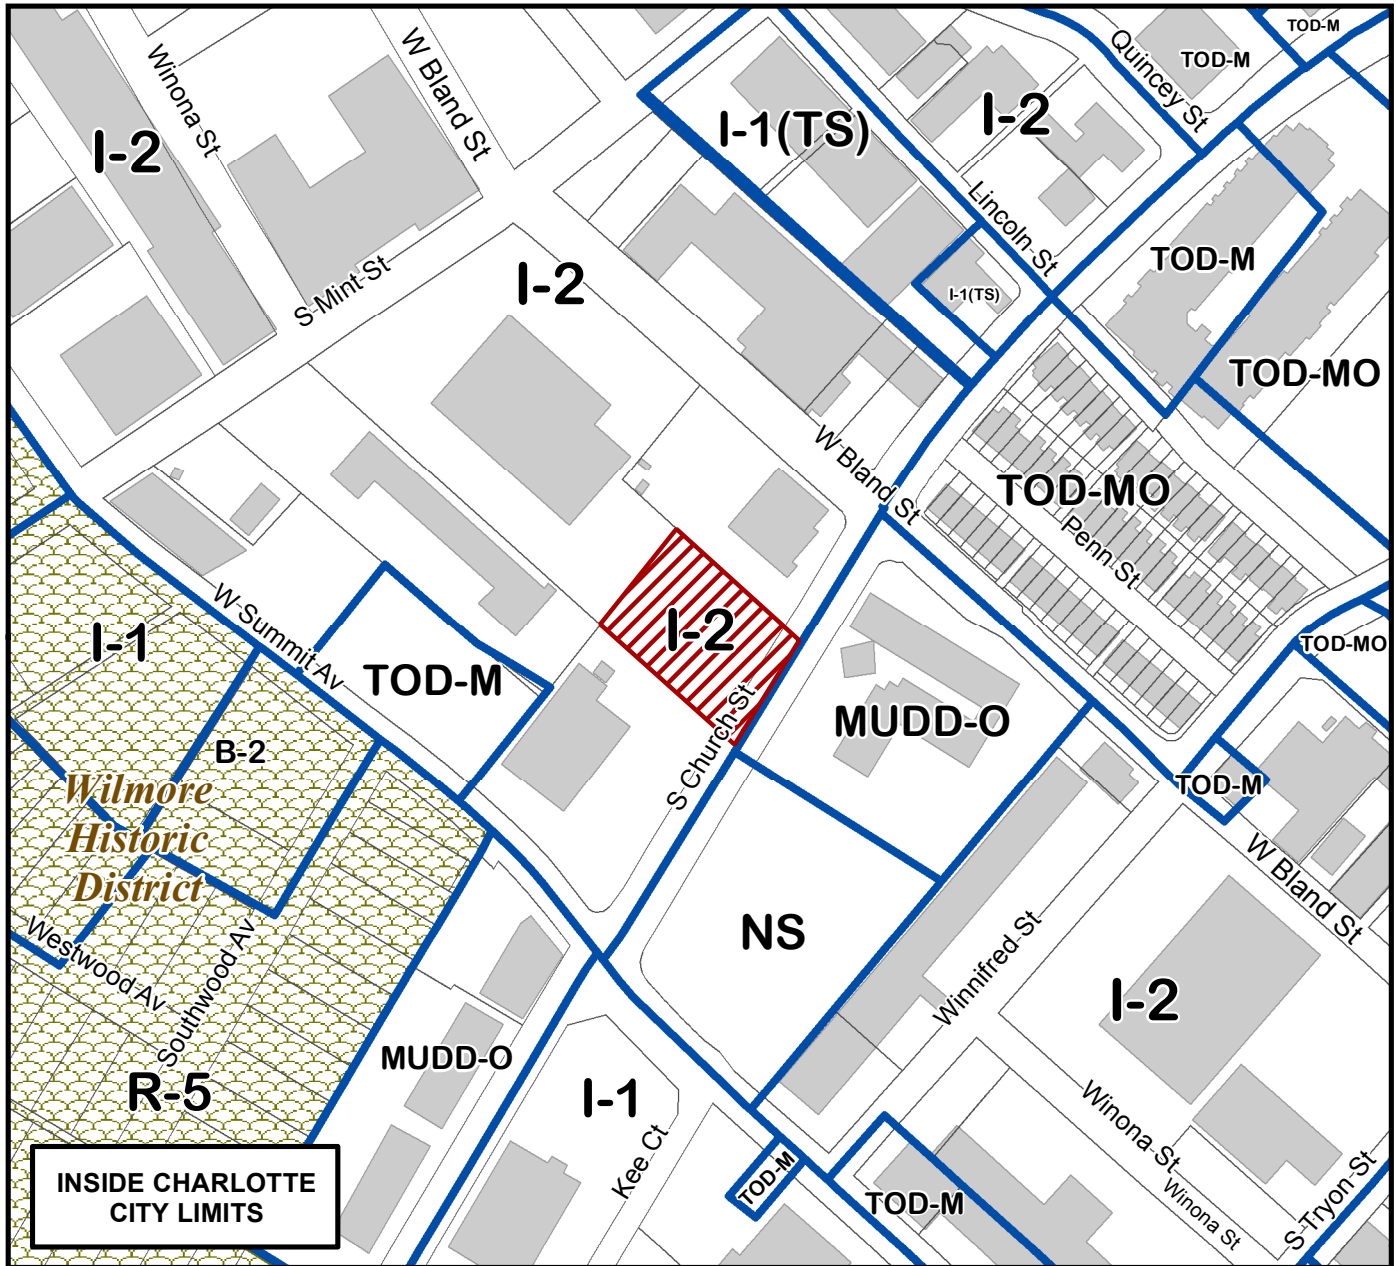 TOD-M
Quincey St
TOD-M
W Bland St
Winona St
I-2
I-1(TS)
I-2
Lincoln St
TOD-M
S Mint St
I-2
I-1(TS)
TOD-MO
W Bland St
TOD-MO
Penn St
W Summit Av
I-1
I-2
TOD-MO
TOD-M
MUDD-O
S Church St
B-2
TOD-M
Wilmore
Historic
District
W Bland St
NS
Westwood Av
Southwood Av
Winnifred St
I-2
MUDD-O
R-5
I-1
Kee Ct
Winona St
Winona St
S Tryon St
TOD-M
TOD-M
INSIDE CHARLOTTE
CITY LIMITS